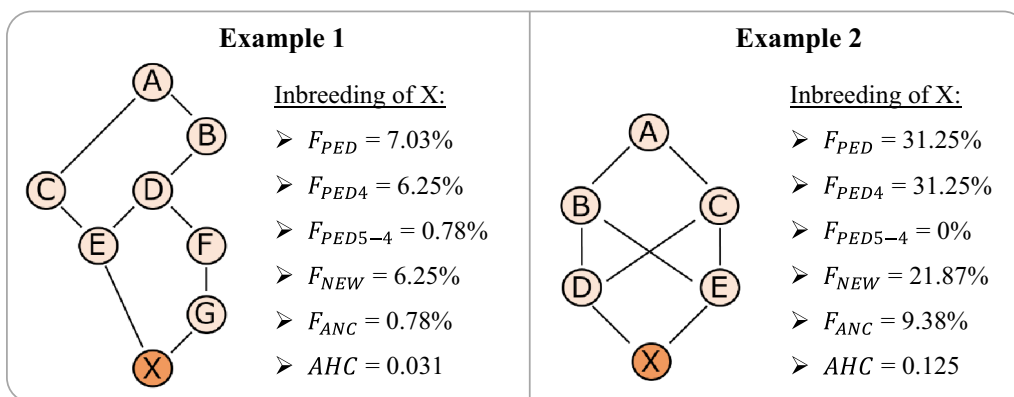 Example 1
A
B
C
D
E
F
G
X
Inbreeding of X:
➢ F_PED = 7.03%
➢ F_PED4 = 6.25%
➢ F_PED5−4 = 0.78%
➢ F_NEW = 6.25%
➢ F_ANC = 0.78%
➢ AHC = 0.031
Example 2
A
B
C
D
E
X
Inbreeding of X:
➢ F_PED = 31.25%
➢ F_PED4 = 31.25%
➢ F_PED5−4 = 0%
➢ F_NEW = 21.87%
➢ F_ANC = 9.38%
➢ AHC = 0.125